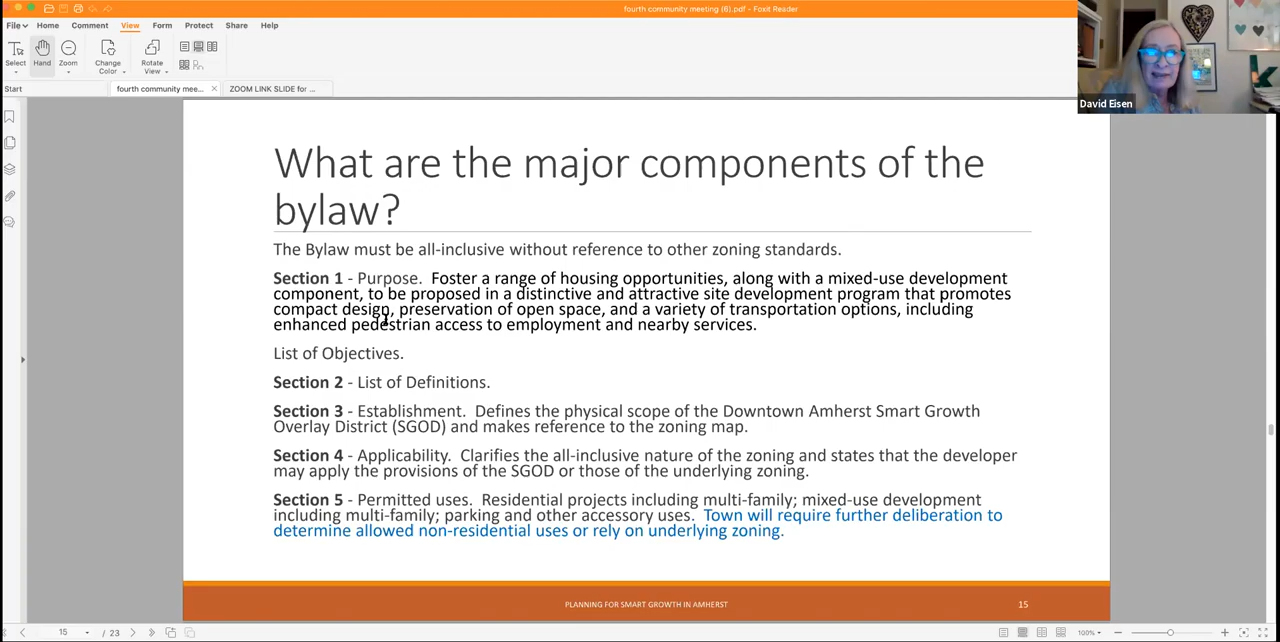 fourth community meeting (6).pdf - Foxit Reader
File
Home
Comment
View
Form
Protect
Share
Help
Select
Hand
Zoom
Change
Color
Rotate
View
Start
fourth community mee...
ZOOM LINK SLIDE for ...
David Eisen
What are the major components of the
bylaw?
The Bylaw must be all-inclusive without reference to other zoning standards.
Section 1 - Purpose. Foster a range of housing opportunities, along with a mixed-use development
component, to be proposed in a distinctive and attractive site development program that promotes
compact design, preservation of open space, and a variety of transportation options, including
enhanced pedestrian access to employment and nearby services.
List of Objectives.
Section 2 - List of Definitions.
Section 3 - Establishment. Defines the physical scope of the Downtown Amherst Smart Growth
Overlay District (SGOD) and makes reference to the zoning map.
Section 4 - Applicability. Clarifies the all-inclusive nature of the zoning and states that the developer
may apply the provisions of the SGOD or those of the underlying zoning.
Section 5 - Permitted uses. Residential projects including multi-family; mixed-use development
including multi-family; parking and other accessory uses. Town will require further deliberation to
determine allowed non-residential uses or rely on underlying zoning.
PLANNING FOR SMART GROWTH IN AMHERST
15
15
/ 23
100%